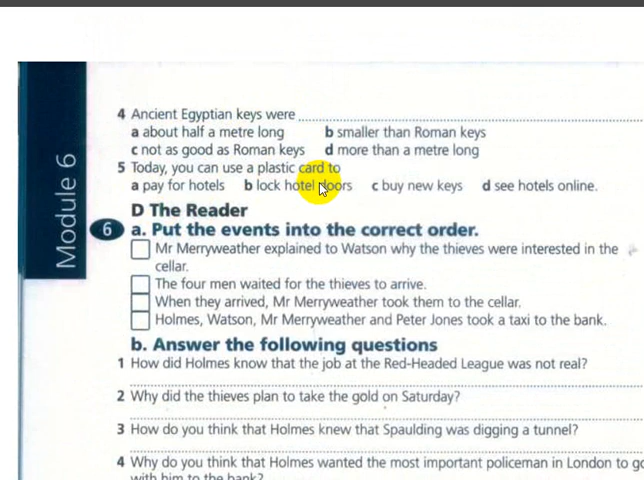 Module 6
4 Ancient Egyptian keys were
a about half a metre long b smaller than Roman keys
c not as good as Roman keys d more than a metre long
5 Today, you can use a plastic card to
a pay for hotels b lock hotel doors c buy new keys d see hotels online.
D The Reader
6 a. Put the events into the correct order.
Mr Merryweather explained to Watson why the thieves were interested in the
cellar.
The four men waited for the thieves to arrive.
When they arrived, Mr Merryweather took them to the cellar.
Holmes, Watson, Mr Merryweather and Peter Jones took a taxi to the bank.
b. Answer the following questions
1 How did Holmes know that the job at the Red-Headed League was not real?
2 Why did the thieves plan to take the gold on Saturday?
3 How do you think that Holmes knew that Spaulding was digging a tunnel?
4 Why do you think that Holmes wanted the most important policeman in London to go
with him to the bank?